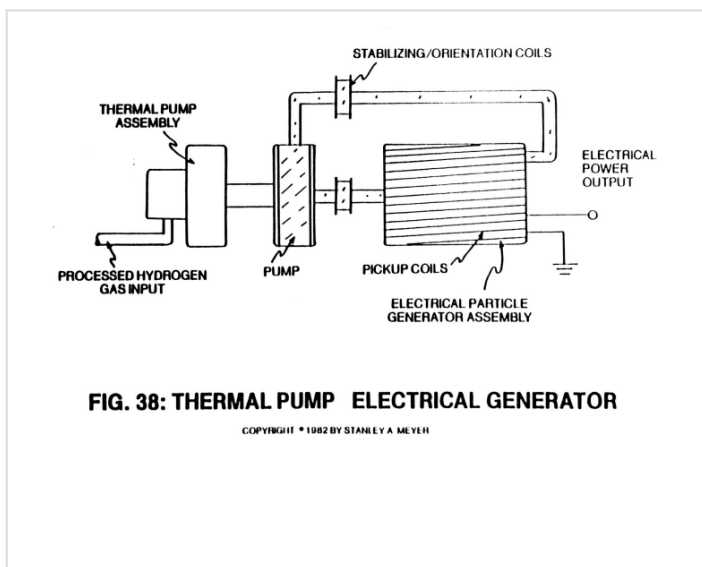 STABILIZING/ORIENTATION COILS
THERMAL PUMP
ASSEMBLY
ELECTRICAL
POWER
OUTPUT
PROCESSED HYDROGEN
GAS INPUT
PUMP
PICKUP COILS
ELECTRICAL PARTICLE
GENERATOR ASSEMBLY
FIG. 38: THERMAL PUMP ELECTRICAL GENERATOR
COPYRIGHT © 1982 BY STANLEY A MEYER